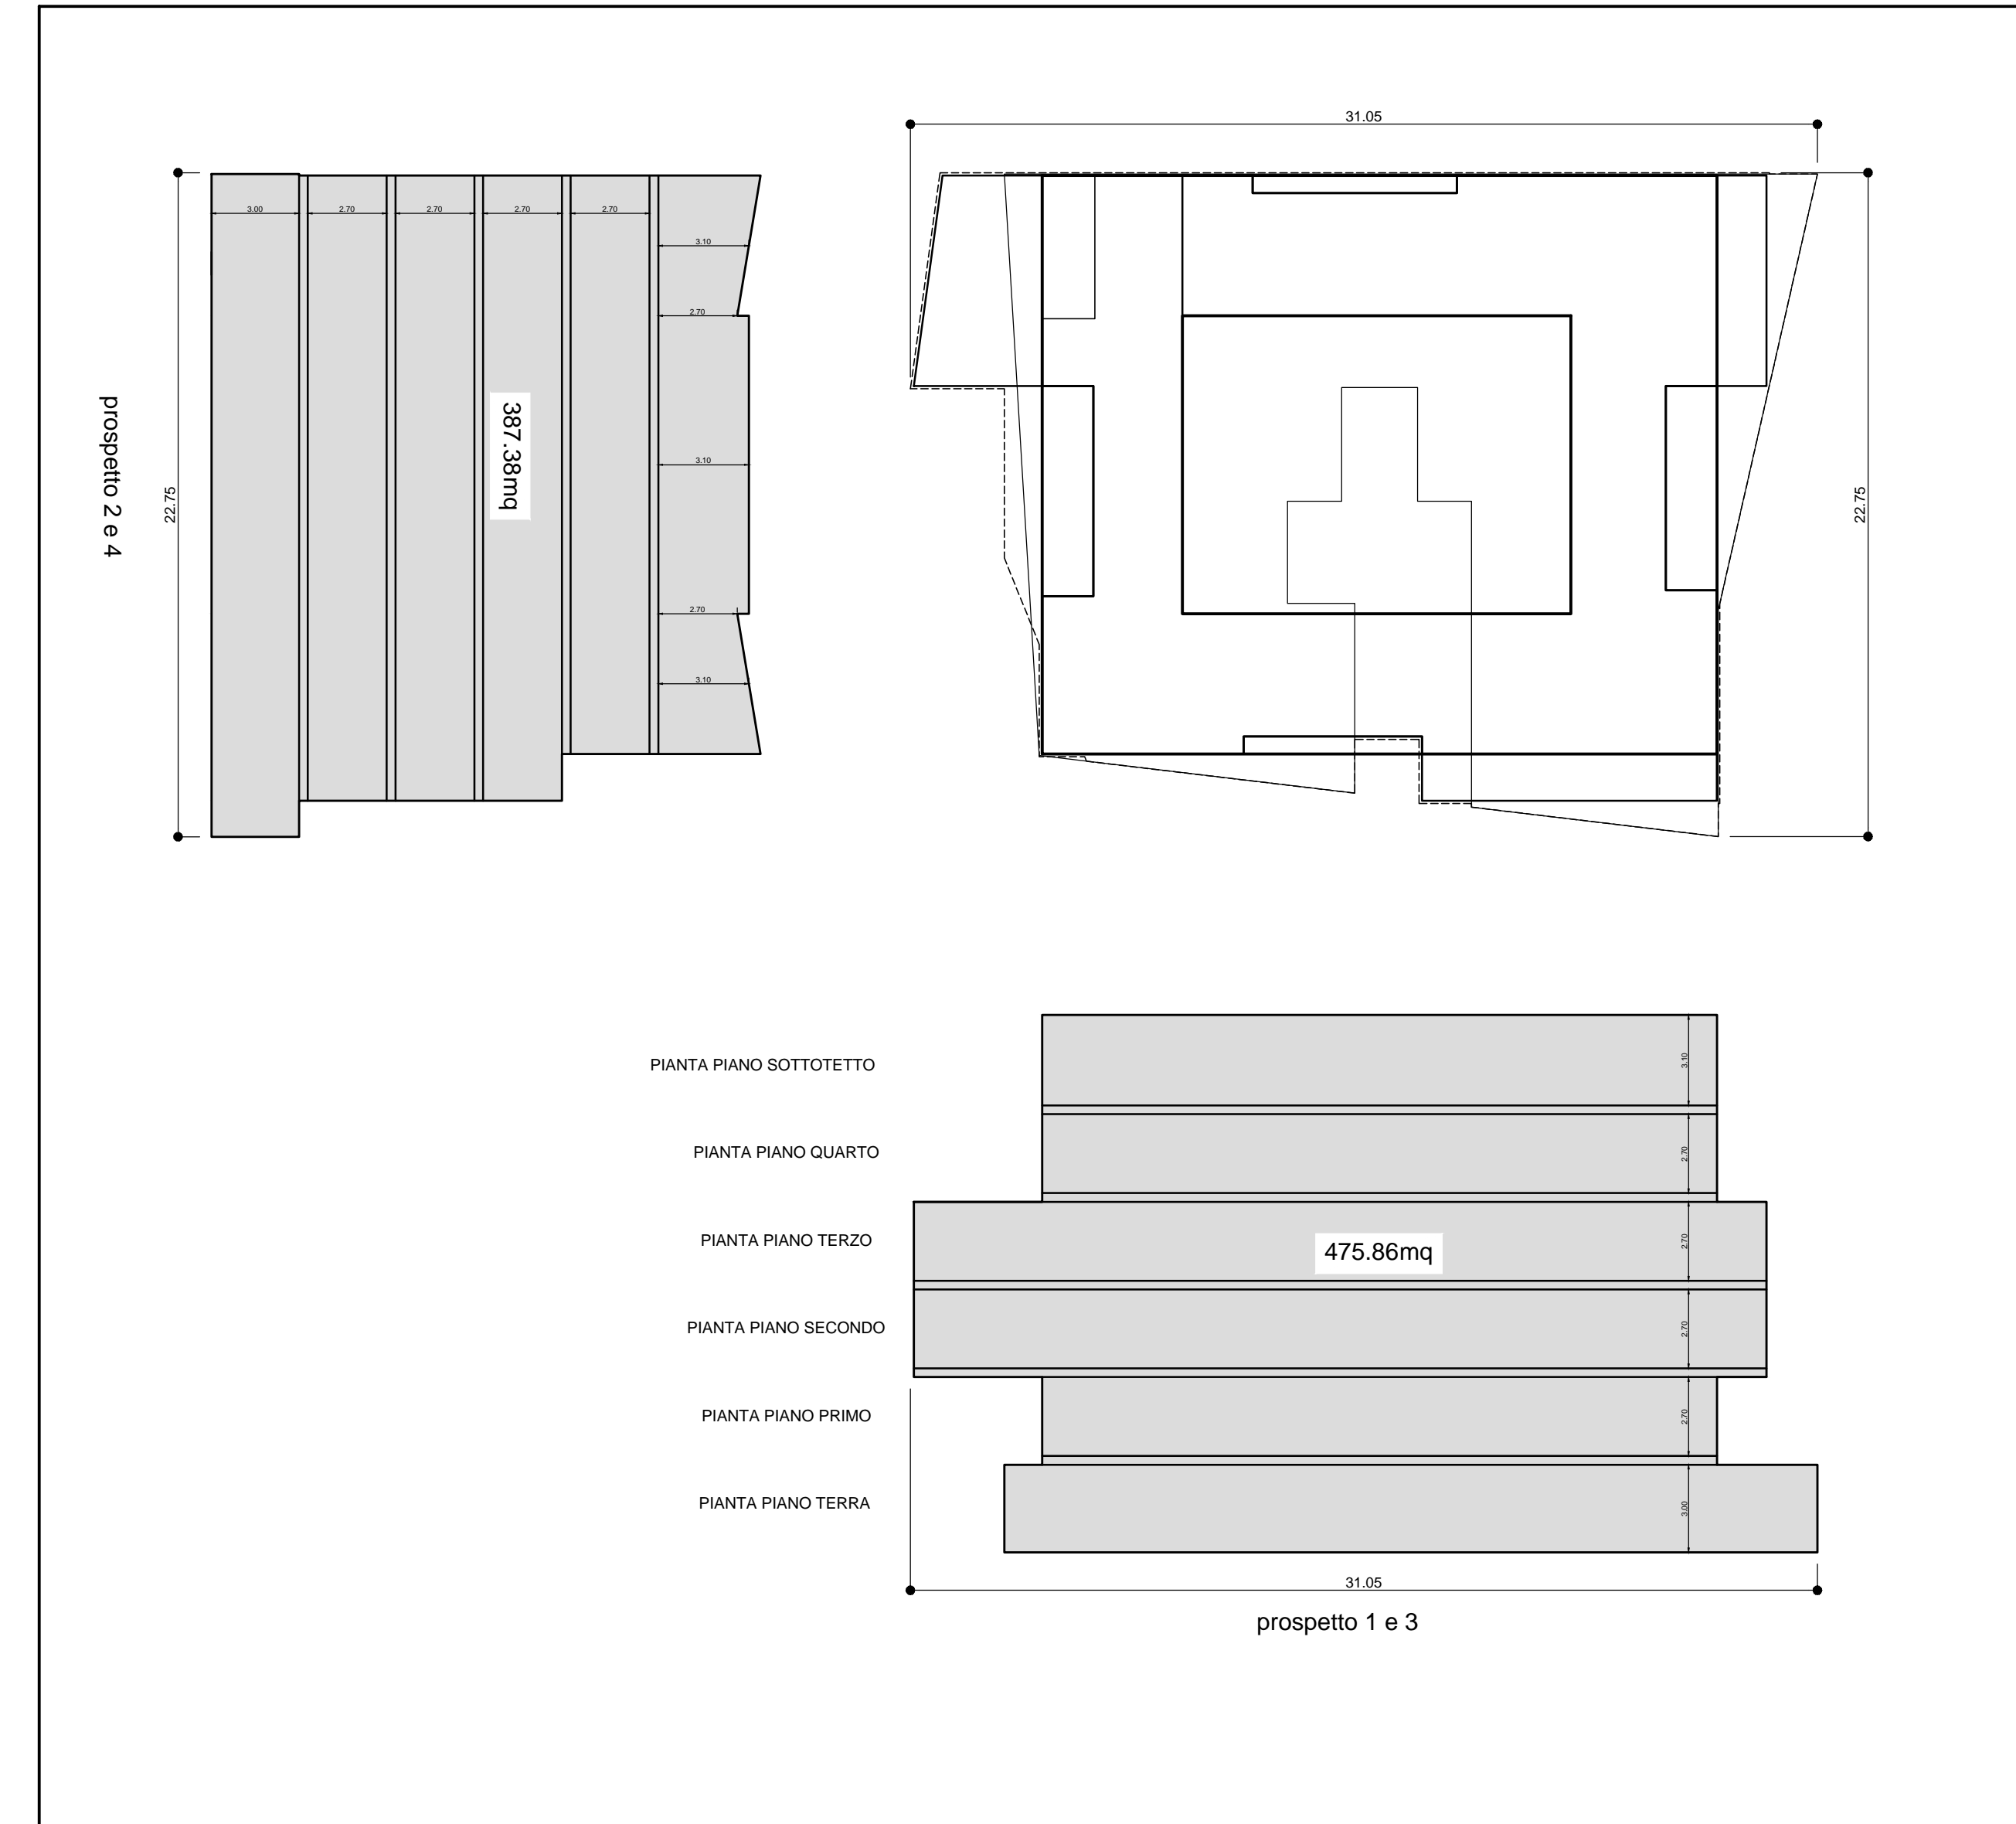 31.05
3.00
2.70
2.70
2.70
2.70
3.10
2.70
3.10
2.70
3.10
387.38mq
prospetto 2 e 4
22.75
22.75
PIANTA PIANO SOTTOTETTO
3.10
PIANTA PIANO QUARTO
2.70
PIANTA PIANO TERZO
475.86mq
2.70
PIANTA PIANO SECONDO
2.70
PIANTA PIANO PRIMO
2.70
PIANTA PIANO TERRA
3.00
31.05
prospetto 1 e 3